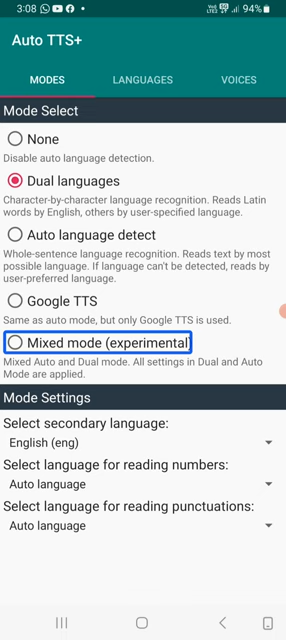 3:08
94%
Auto TTS+
MODES LANGUAGES VOICES
Mode Select
None
Disable auto language detection.
Dual languages
Character-by-character language recognition. Reads Latin
words by English, others by user-specified language.
Auto language detect
Whole-sentence language recognition. Reads text by most
possible language. If language can't be detected, reads by
user-preferred language.
Google TTS
Same as auto mode, but only Google TTS is used.
Mixed mode (experimental)
Mixed Auto and Dual mode. All settings in Dual and Auto
Mode are applied.
Mode Settings
Select secondary language:
English (eng)
Select language for reading numbers:
Auto language
Select language for reading punctuations:
Auto language